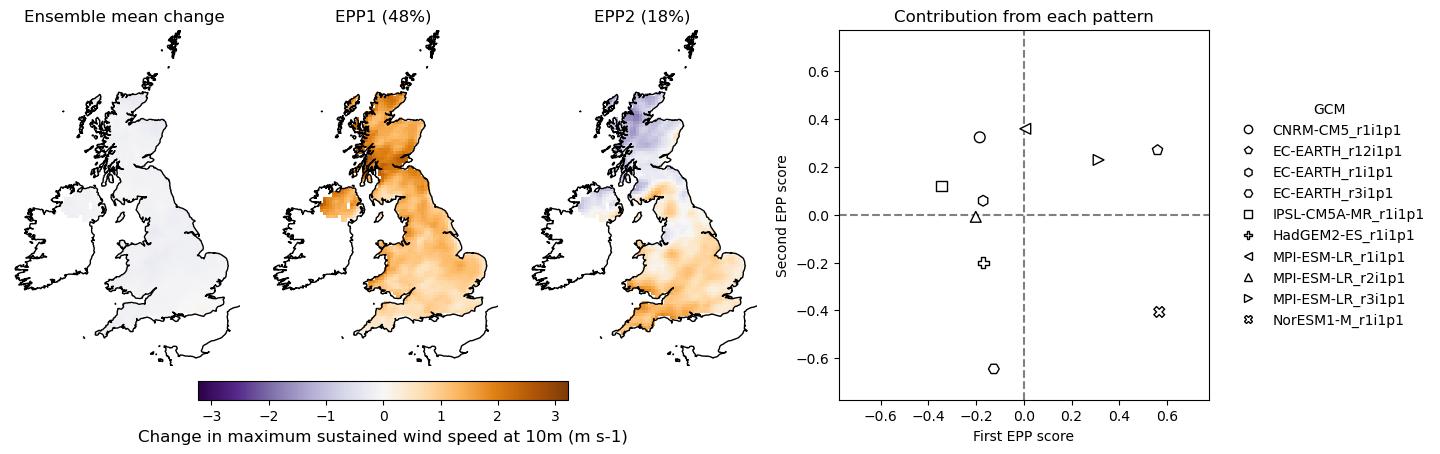 Ensemble mean change
EPP1 (48%)
EPP2 (18%)
−3 −2 −1 0 1 2 3
Change in maximum sustained wind speed at 10m (m s-1)
Contribution from each pattern
Second EPP score
0.6
0.4
0.2
0.0
−0.2
−0.4
−0.6
−0.6 −0.4 −0.2 0.0 0.2 0.4 0.6
First EPP score
GCM
CNRM-CM5_r1i1p1
EC-EARTH_r12i1p1
EC-EARTH_r1i1p1
EC-EARTH_r3i1p1
IPSL-CM5A-MR_r1i1p1
HadGEM2-ES_r1i1p1
MPI-ESM-LR_r1i1p1
MPI-ESM-LR_r2i1p1
MPI-ESM-LR_r3i1p1
NorESM1-M_r1i1p1